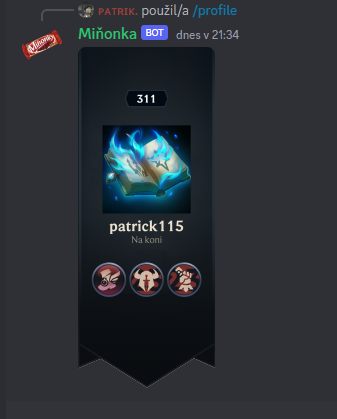 PATRIK. použil/a /profile
Miňonka BOT dnes v 21:34
311
patrick115
Na koni